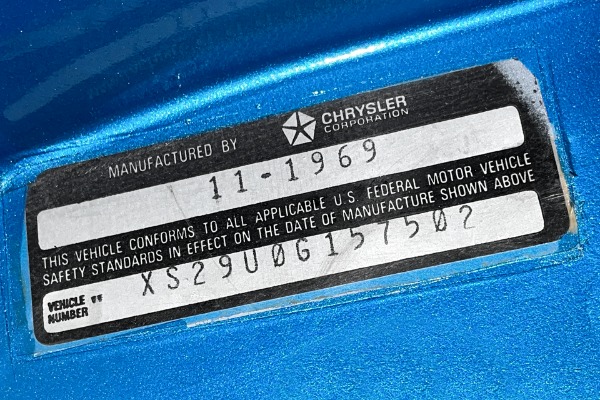 MANUFACTURED BY CHRYSLER CORPORATION
11-1969
THIS VEHICLE CONFORMS TO ALL APPLICABLE U.S. FEDERAL MOTOR VEHICLE
SAFETY STANDARDS IN EFFECT ON THE DATE OF MANUFACTURE SHOWN ABOVE
VEHICLE NUMBER XS29U0G157502